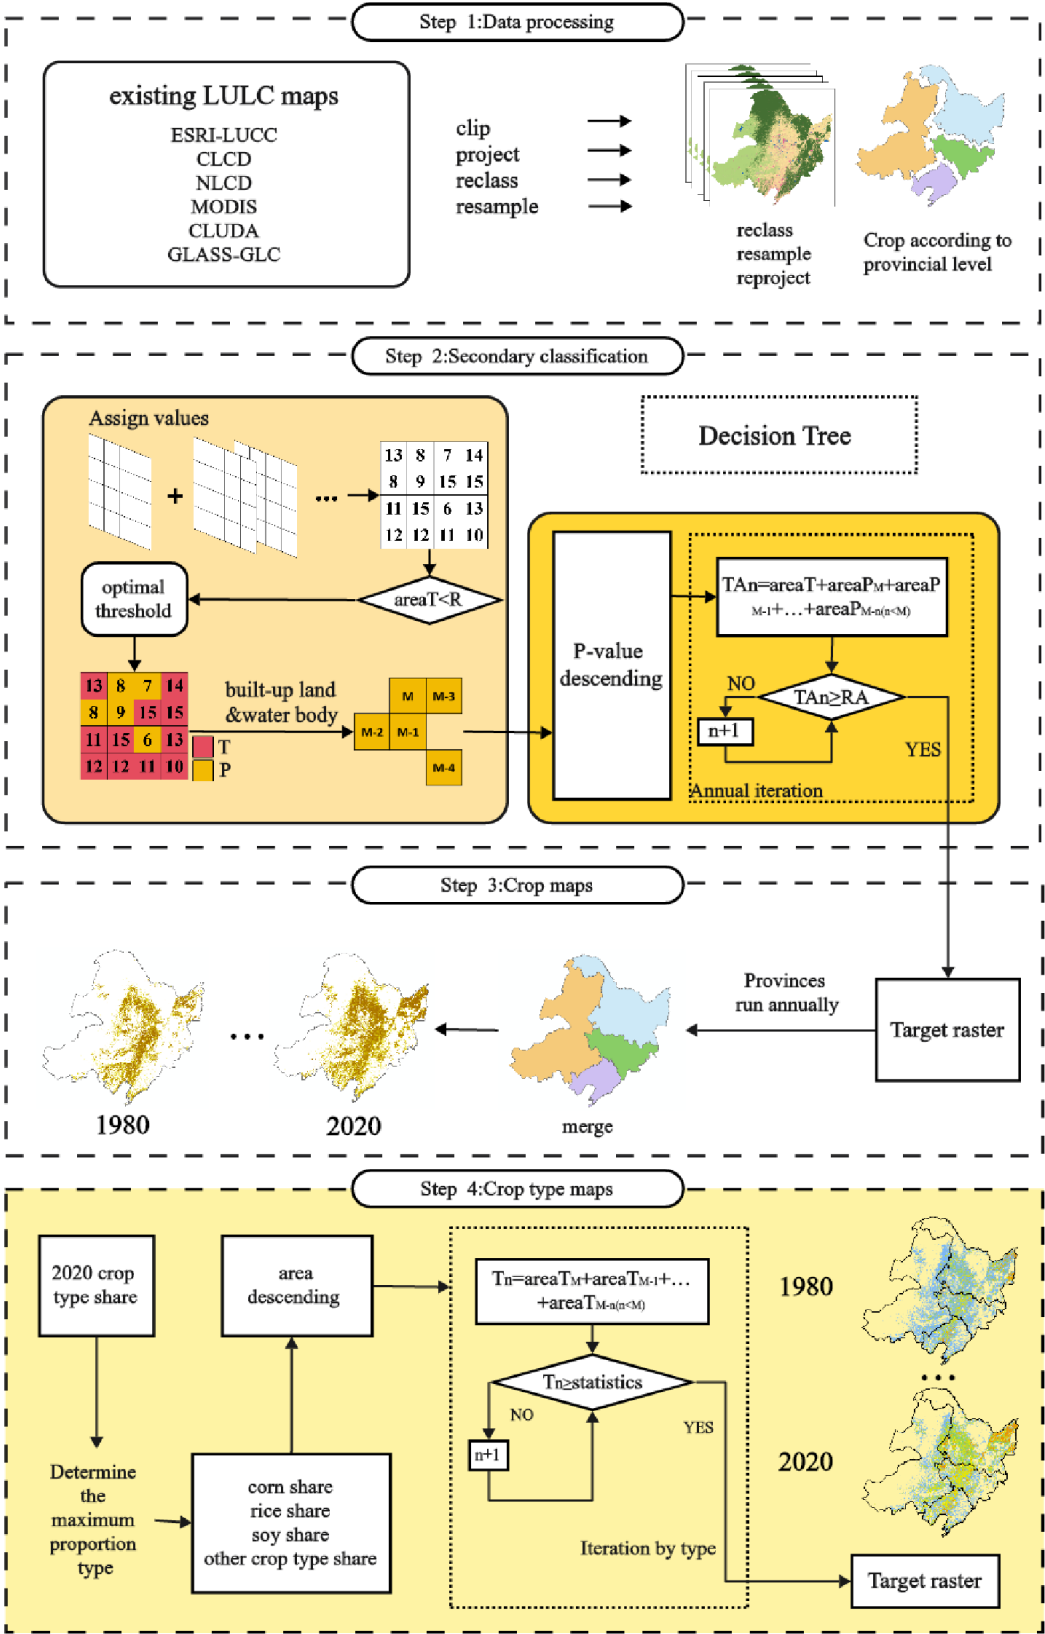 Step 1:Data processing
existing LULC maps
ESRI-LUCC
CLCD
NLCD
MODIS
CLUDA
GLASS-GLC
clip
project
reclass
resample
reclass
resample
reproject
Crop according to
provincial level
Step 2:Secondary classification
Assign values
+
...
13 8 7 14
8 9 15 15
11 15 6 13
12 12 11 10
areaT<R
optimal
threshold
13 8 7 14
8 9 15 15
11 15 6 13
12 12 11 10
T
P
built-up land
&water body
M M-3
M-2 M-1
M-4
Decision Tree
P-value
descending
TAn=areaT+areaPM+areaP
M-1+...+areaPM-n(n<M)
TAn≥RA
NO
n+1
YES
Annual iteration
Step 3:Crop maps
1980
...
2020
merge
Provinces
run annually
Target raster
Step 4:Crop type maps
2020 crop
type share
Determine
the
maximum
proportion
type
corn share
rice share
soy share
other crop type share
area
descending
Tn=areaTM+areaTM-1+...
+areaTM-n(n<M)
Tn≥statistics
NO
n+1
YES
Iteration by type
1980
...
2020
Target raster